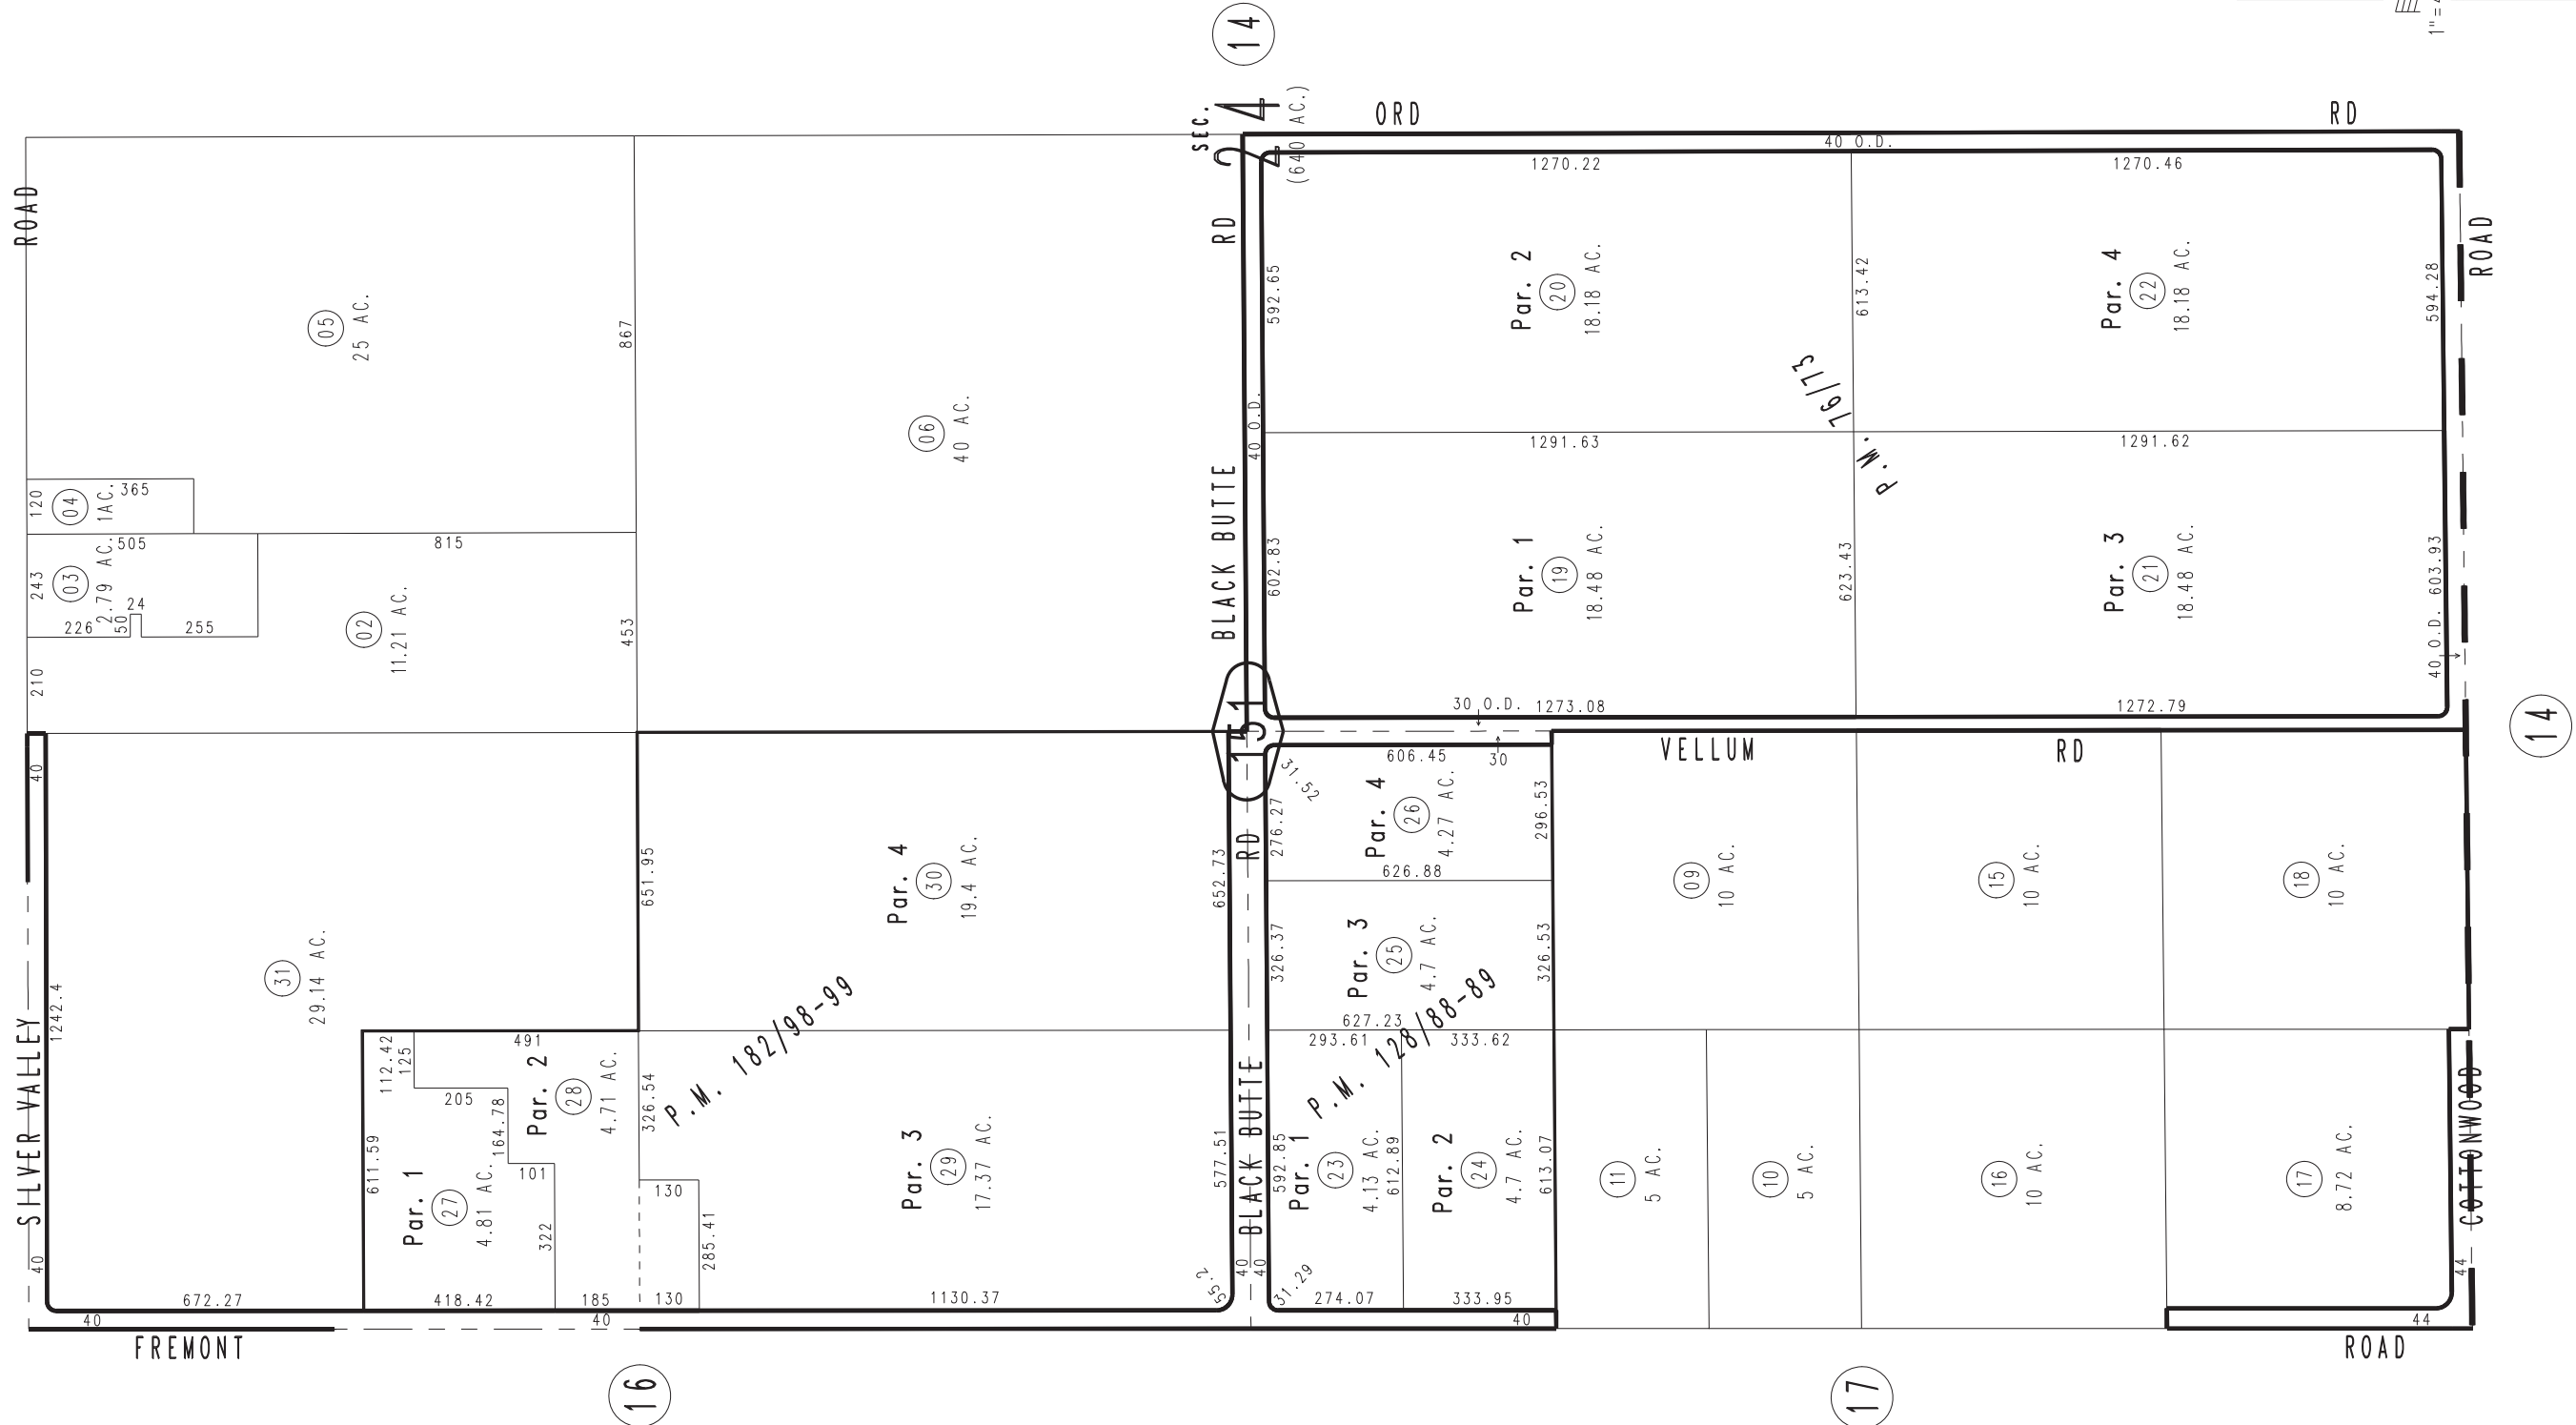 14
1"=4
SEC.
24
(640 AC.)
ORD
RD
40 O.D.
ROAD
05
25 AC.
867
06
40 AC.
120
04
1AC.
365
243
03
2.79 AC.
505
226
50
24
255
210
815
02
11.21 AC.
453
BLACK BUTTE
RD
40 O.D.
1270.22
592.65
Par. 2
20
18.18 AC.
613.42
1291.63
1270.46
Par. 4
22
18.18 AC.
594.28
ROAD
1291.62
P.M. 76/73
602.83
Par. 1
19
18.48 AC.
623.43
1273.08
30 O.D.
Par. 3
21
18.48 AC.
603.93
40 O.D.
1272.79
14
151
VELLUM
RD
40
31
29.14 AC.
1242.4
SILVER VALLEY
40
672.27
651.95
Par. 4
30
19.4 AC.
652.73
P.M. 182/98-99
112.42
125
491
205
164.78
101
322
Par. 2
28
4.71 AC.
326.54
611.59
Par. 1
27
4.81 AC.
418.42
185
130
130
285.41
Par. 3
29
17.37 AC.
577.51
1130.37
55.2
RD
BLACK BUTTE
40
40
606.45
30
31.52
276.27
Par. 4
26
4.27 AC.
296.53
626.88
326.37
Par. 3
25
4.7 AC.
326.53
627.23
P.M. 128/88-89
293.61
333.62
592.85
Par. 1
23
4.13 AC.
612.89
Par. 2
24
4.7 AC.
613.07
31.29
274.07
333.95
09
10 AC.
15
10 AC.
18
10 AC.
11
5 AC.
10
5 AC.
16
10 AC.
17
8.72 AC.
COTTONWOOD
44
44
40
40
40
FREMONT
ROAD
16
17